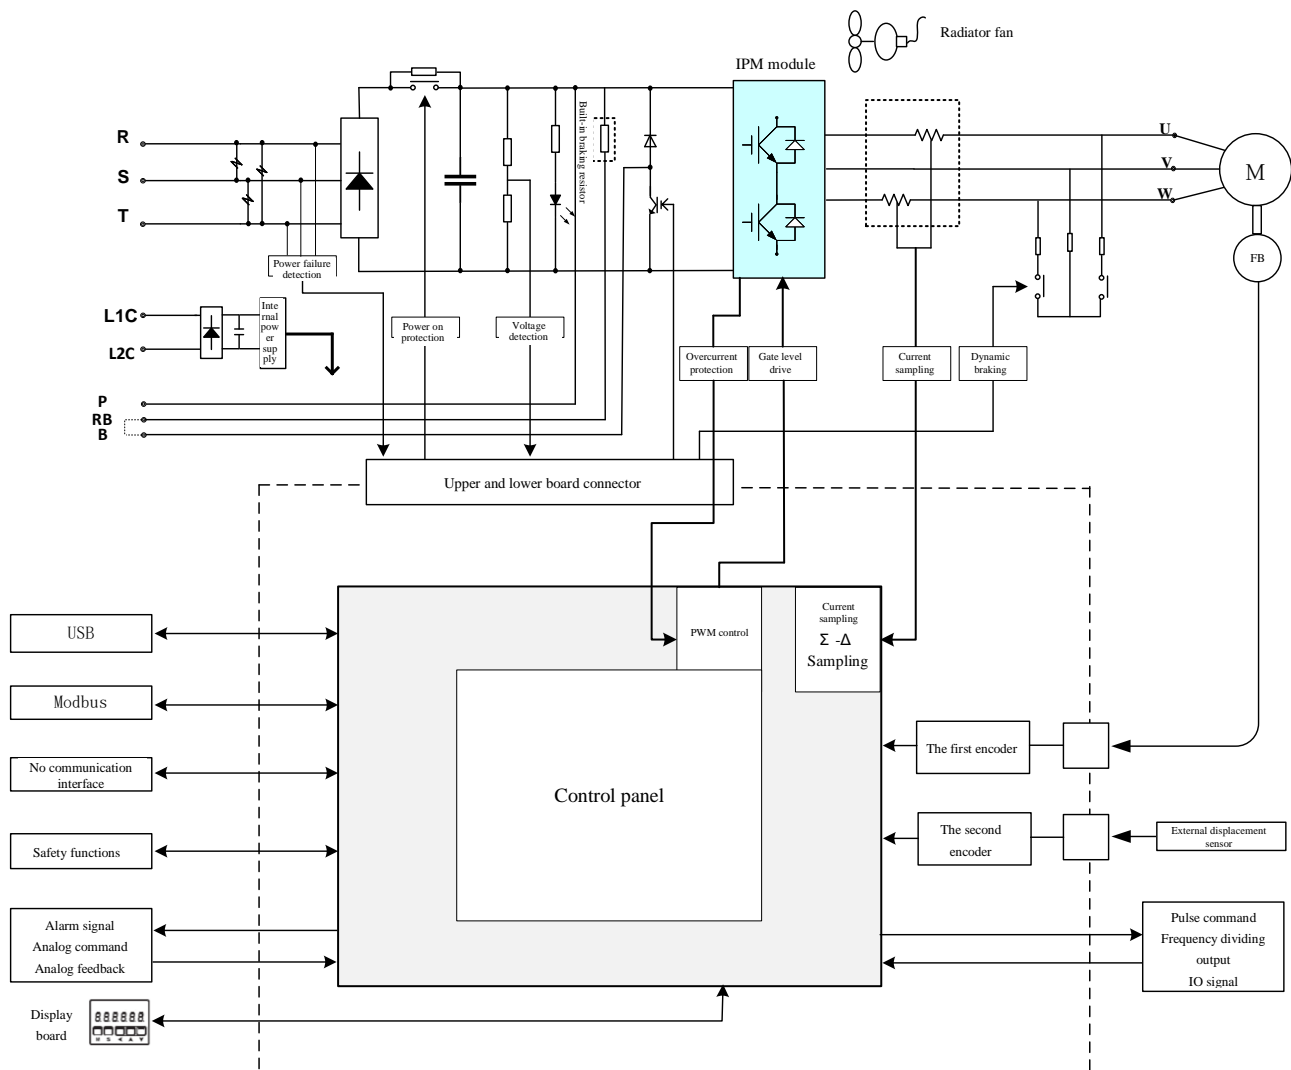 Radiator fan
IPM module
Built-in braking
resistor
R
S
T
U
V
W
M
FB
Power failure
detection
L1C
L2C
Inte
rnal
pow
er
sup
ply
Power on
protection
Voltage
detection
Overcurrent
protection
Gate level
drive
Current
sampling
Dynamic
braking
P
RB
B
Upper and lower board connector
USB
Modbus
No communication
interface
Safety functions
Alarm signal
Analog command
Analog feedback
Display
board
PWM control
Current
sampling
Σ -Δ
Sampling
Control panel
The first encoder
The second
encoder
External displacement
sensor
Pulse command
Frequency dividing
output
IO signal